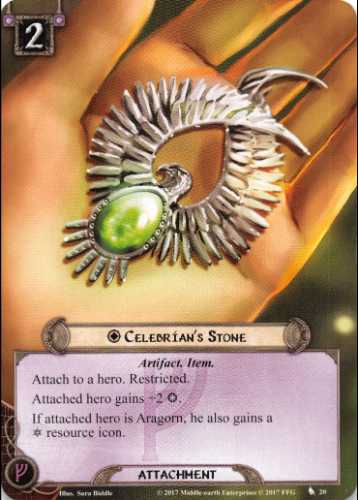 2
Celebrían's Stone
Artifact. Item.
Attach to a hero. Restricted.
Attached hero gains +2 .
If attached hero is Aragorn, he also gains a
resource icon.
Illus. Sara Biddle
ATTACHMENT
© 2017 Middle-earth Enterprises © 2017 FFG
20